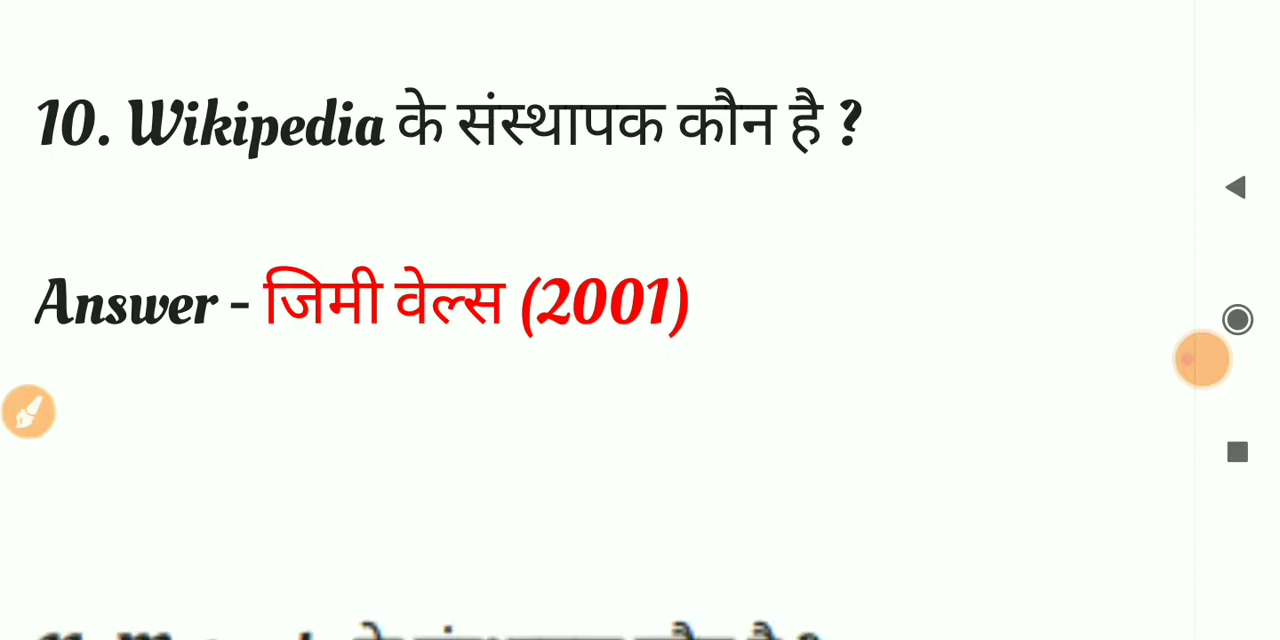 10. Wikipedia के संस्थापक कौन है ?
Answer - जिमी वेल्स (2001)